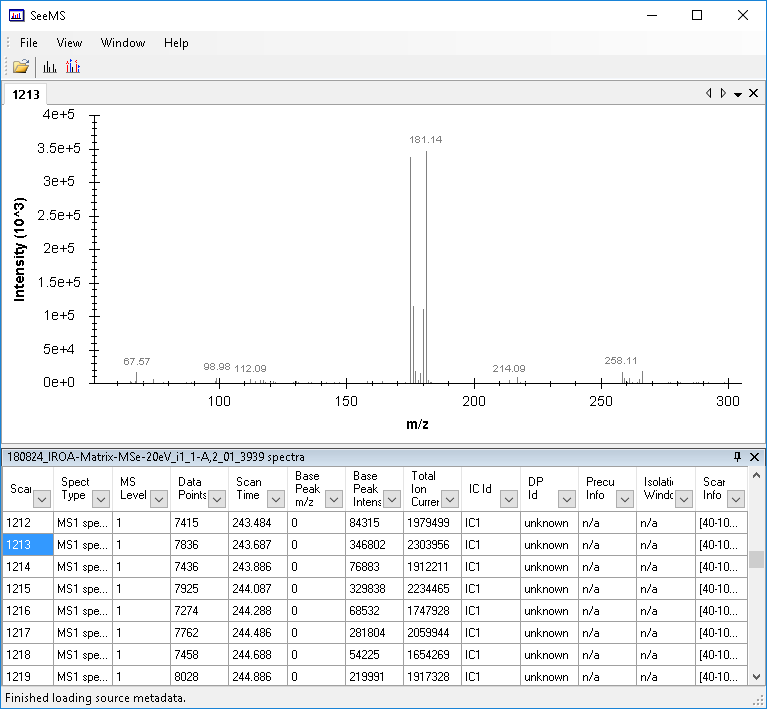 SeeMS
File View Window Help
1213
4e+5
3.5e+5
3e+5
2.5e+5
2e+5
1.5e+5
1e+5
5e+4
0e+0
Intensity (10^3)
181.14
67.57
98.98
112.09
214.09
258.11
100 150 200 250 300
m/z
180824_IROA-Matrix-MSe-20eV_i1_1-A,2_01_3939 spectra
Scar Spect Type MS Level Data Points Scan Time Base Peak m/z Base Peak Intens Total Ion Currer IC Id DP Id Precu Info Isolatio Windo Scar Info
1212 MS1 spe... 1 7415 243.484 0 84315 1979499 IC1 unknown n/a n/a [40-10...
1213 MS1 spe... 1 7836 243.687 0 346802 2303956 IC1 unknown n/a n/a [40-10...
1214 MS1 spe... 1 7436 243.886 0 76883 1912211 IC1 unknown n/a n/a [40-10...
1215 MS1 spe... 1 7925 244.087 0 329838 2234465 IC1 unknown n/a n/a [40-10...
1216 MS1 spe... 1 7274 244.288 0 68532 1747928 IC1 unknown n/a n/a [40-10...
1217 MS1 spe... 1 7762 244.486 0 281804 2059944 IC1 unknown n/a n/a [40-10...
1218 MS1 spe... 1 7458 244.688 0 54225 1654269 IC1 unknown n/a n/a [40-10...
1219 MS1 spe... 1 8028 244.886 0 219991 1917328 IC1 unknown n/a n/a [40-10...
Finished loading source metadata.